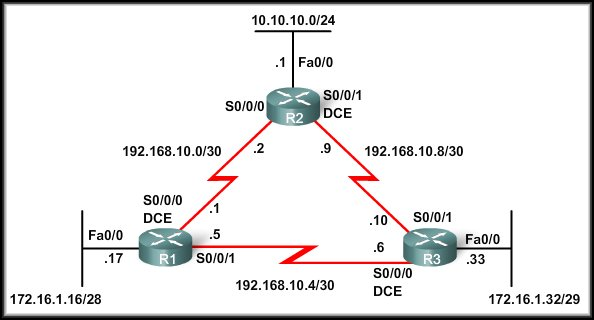 10.10.10.0/24
.1 Fa0/0
S0/0/0
S0/0/1
DCE
R2
.2
.9
192.168.10.0/30
192.168.10.8/30
S0/0/0
DCE
.1
.10
S0/0/1
Fa0/0
.17
R1
.5
S0/0/1
.6
R3
Fa0/0
.33
S0/0/0
DCE
192.168.10.4/30
172.16.1.16/28
172.16.1.32/29